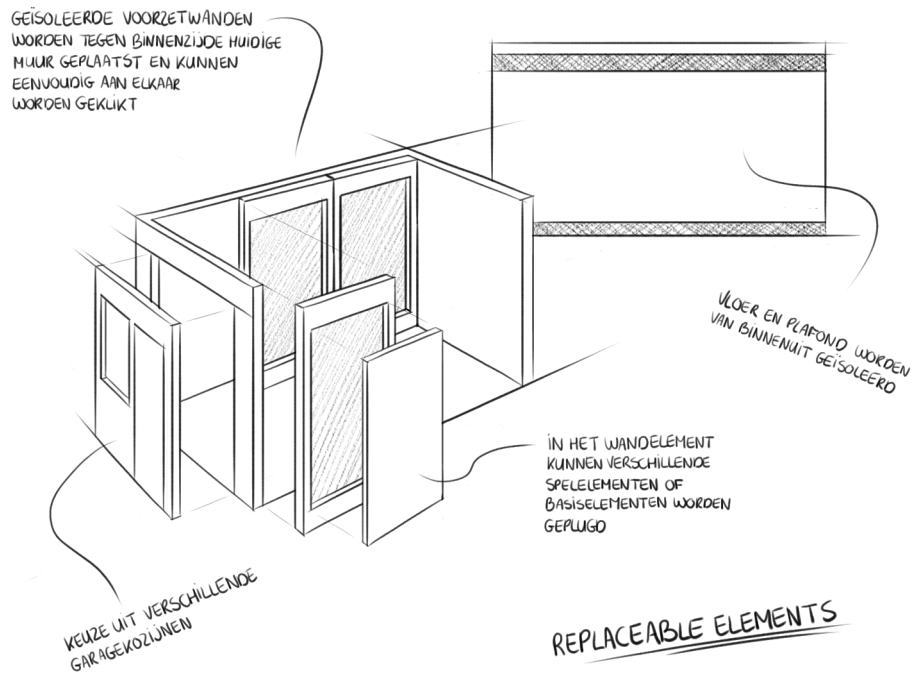 GEÏSOLEERDE VOORZETWANDEN
WORDEN TEGEN BINNENZIJDE HUIDIGE
MUUR GEPLAATST EN KUNNEN
EENVOUDIG AAN ELKAAR
WORDEN GEKLIKT
VLOER EN PLAFOND WORDEN
VAN BINNENUIT GEÏSOLEERD
IN HET WANDELEMENT
KUNNEN VERSCHILLENDE
SPELELEMENTEN OF
BASISELEMENTEN WORDEN
GEPLUGD
KEUZE UIT VERSCHILLENDE
GARAGEKOZIJNEN
REPLACEABLE ELEMENTS